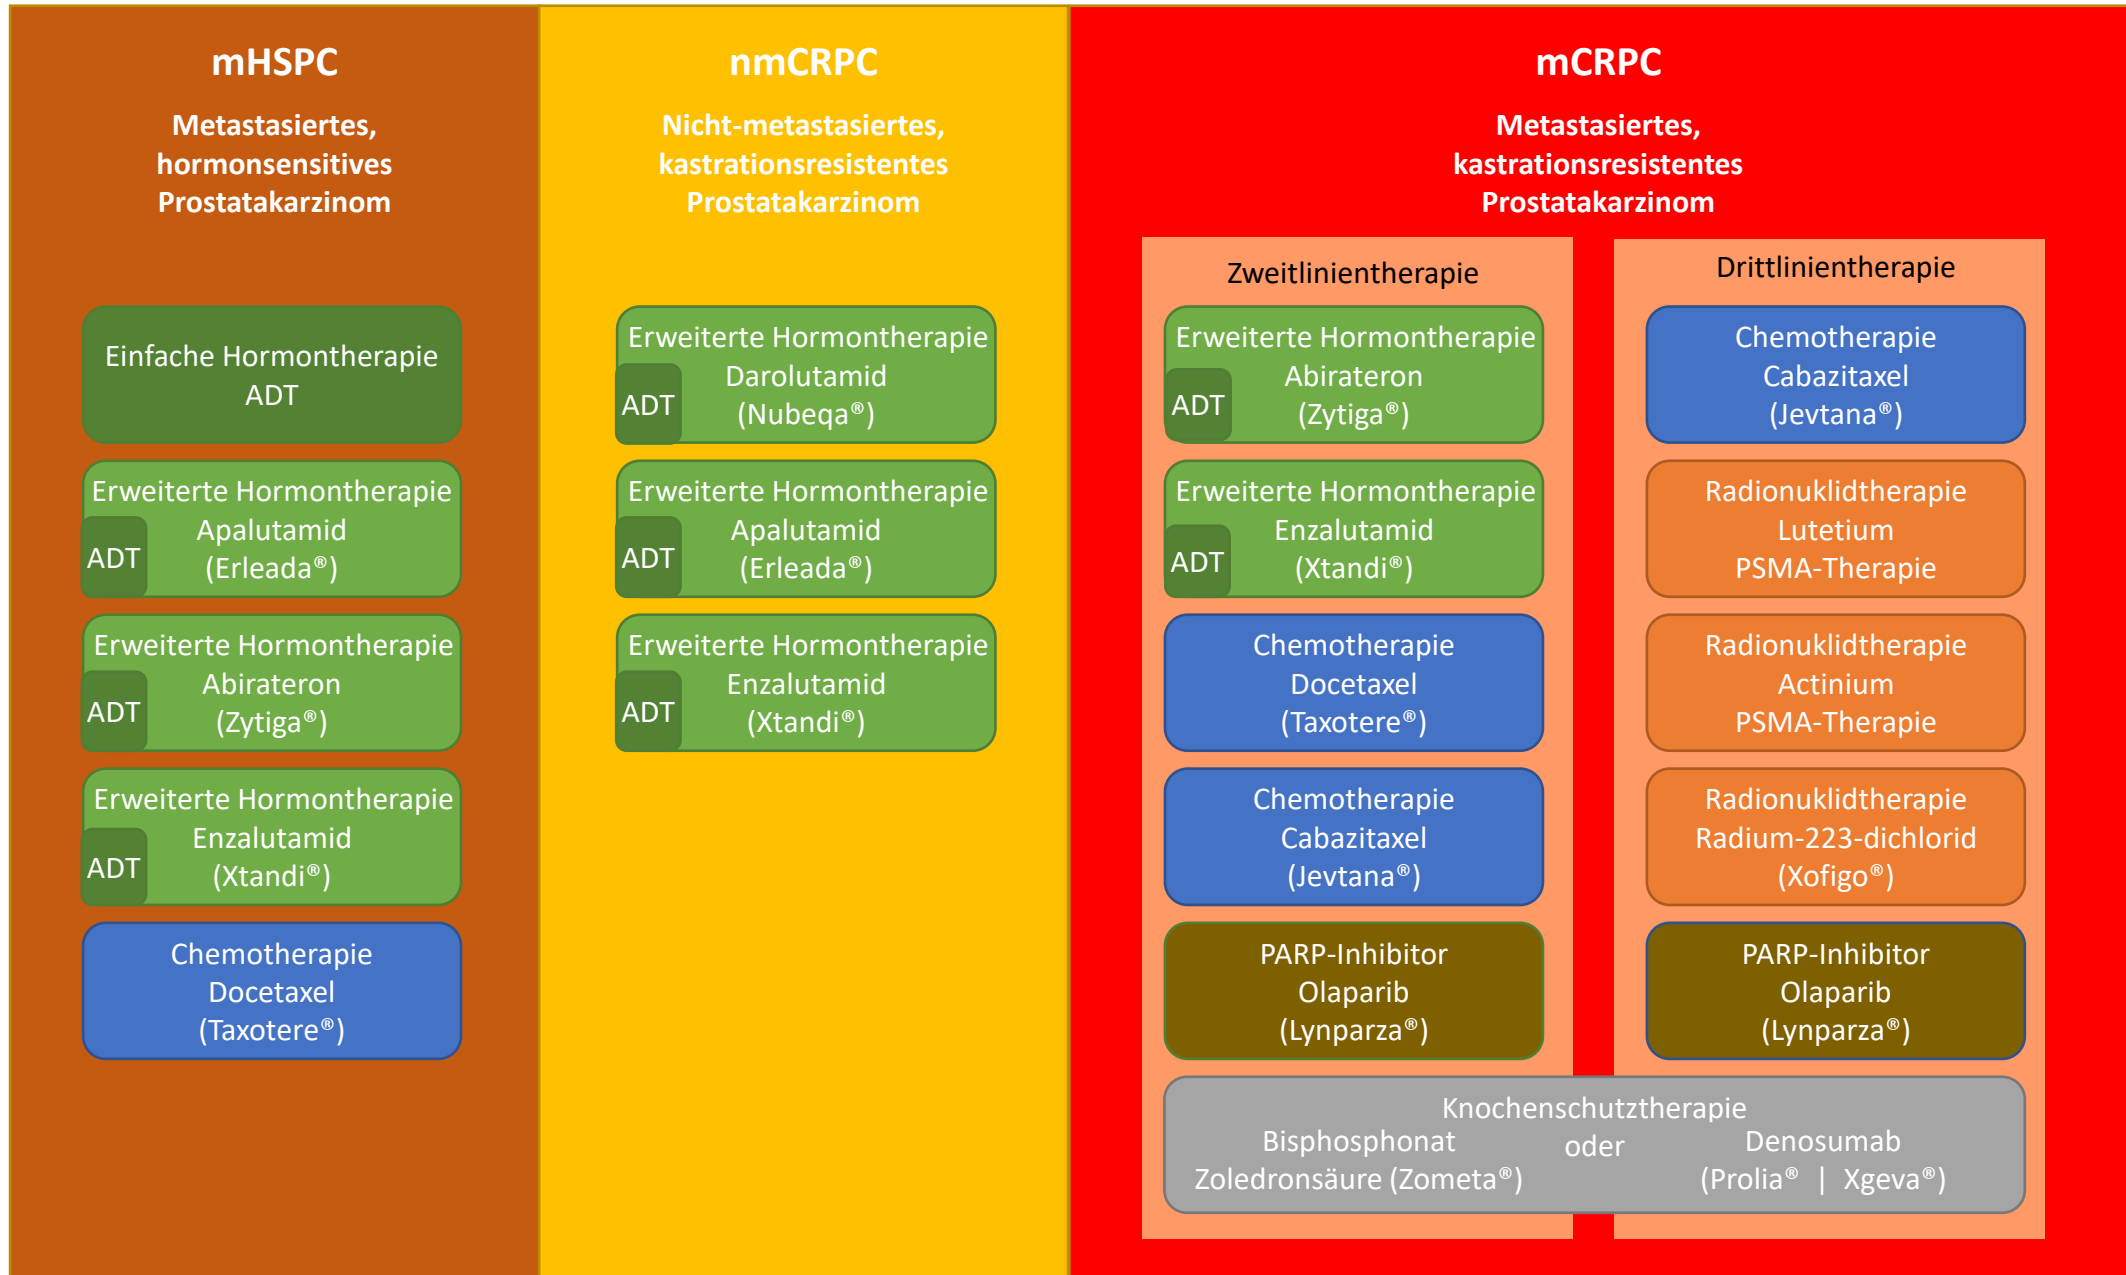 mHSPC
Metastasiertes,
hormonsensitives
Prostatakarzinom
Einfache Hormontherapie
ADT
Erweiterte Hormontherapie
Apalutamid
(Erleada®)
ADT
Erweiterte Hormontherapie
Abirateron
(Zytiga®)
ADT
Erweiterte Hormontherapie
Enzalutamid
(Xtandi®)
ADT
Chemotherapie
Docetaxel
(Taxotere®)
nmCRPC
Nicht-metastasiertes,
kastrationsresistentes
Prostatakarzinom
Erweiterte Hormontherapie
Darolutamid
(Nubeqa®)
ADT
Erweiterte Hormontherapie
Apalutamid
(Erleada®)
ADT
Erweiterte Hormontherapie
Enzalutamid
(Xtandi®)
ADT
mCRPC
Metastasiertes,
kastrationsresistentes
Prostatakarzinom
Zweitlinientherapie
Erweiterte Hormontherapie
Abirateron
(Zytiga®)
ADT
Erweiterte Hormontherapie
Enzalutamid
(Xtandi®)
ADT
Chemotherapie
Docetaxel
(Taxotere®)
Chemotherapie
Cabazitaxel
(Jevtana®)
PARP-Inhibitor
Olaparib
(Lynparza®)
Drittlinientherapie
Chemotherapie
Cabazitaxel
(Jevtana®)
Radionuklidtherapie
Lutetium
PSMA-Therapie
Radionuklidtherapie
Actinium
PSMA-Therapie
Radionuklidtherapie
Radium-223-dichlorid
(Xofigo®)
PARP-Inhibitor
Olaparib
(Lynparza®)
Knochenschutztherapie
Bisphosphonat
Zoledronsäure (Zometa®)
oder
Denosumab
(Prolia® | Xgeva®)